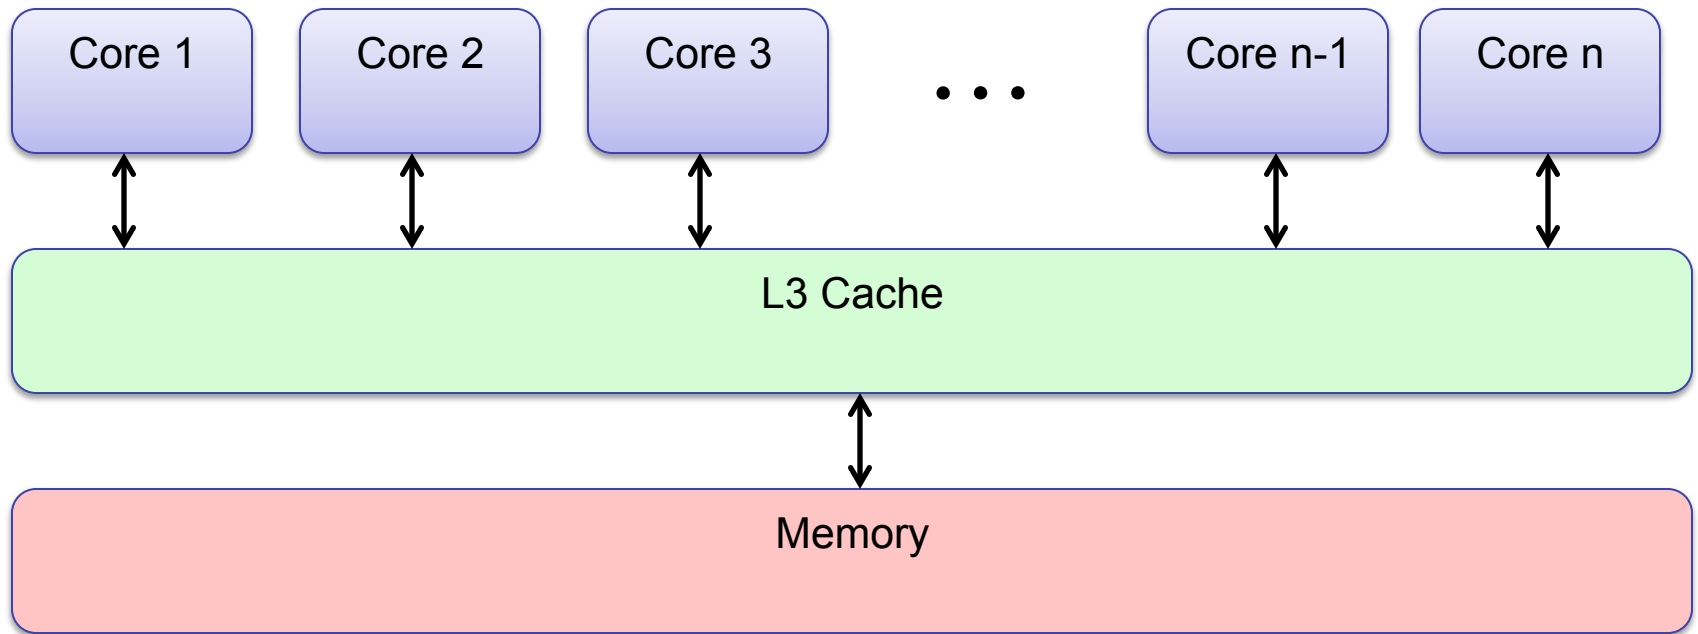 Core 1
Core 2
Core 3
. . .
Core n-1
Core n
L3 Cache
Memory